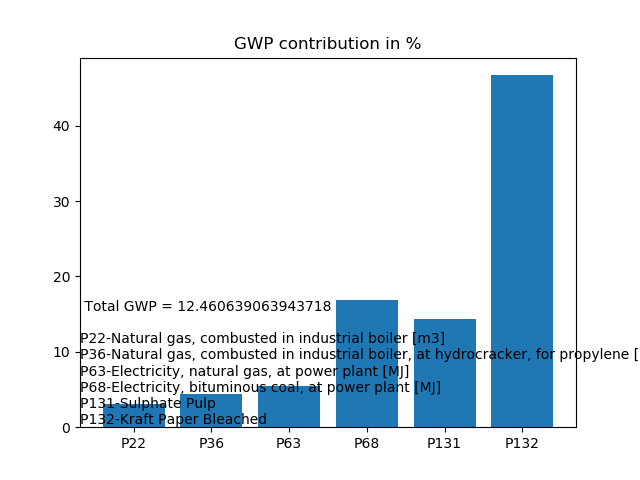 GWP contribution in %
40
30
20
10
0
Total GWP = 12.460639063943718
P22-Natural gas, combusted in industrial boiler [m3]
P36-Natural gas, combusted in industrial boiler, at hydrocracker, for propylene [
P63-Electricity, natural gas, at power plant [MJ]
P68-Electricity, bituminous coal, at power plant [MJ]
P131-Sulphate Pulp
P132-Kraft Paper Bleached
P22 P36 P63 P68 P131 P132